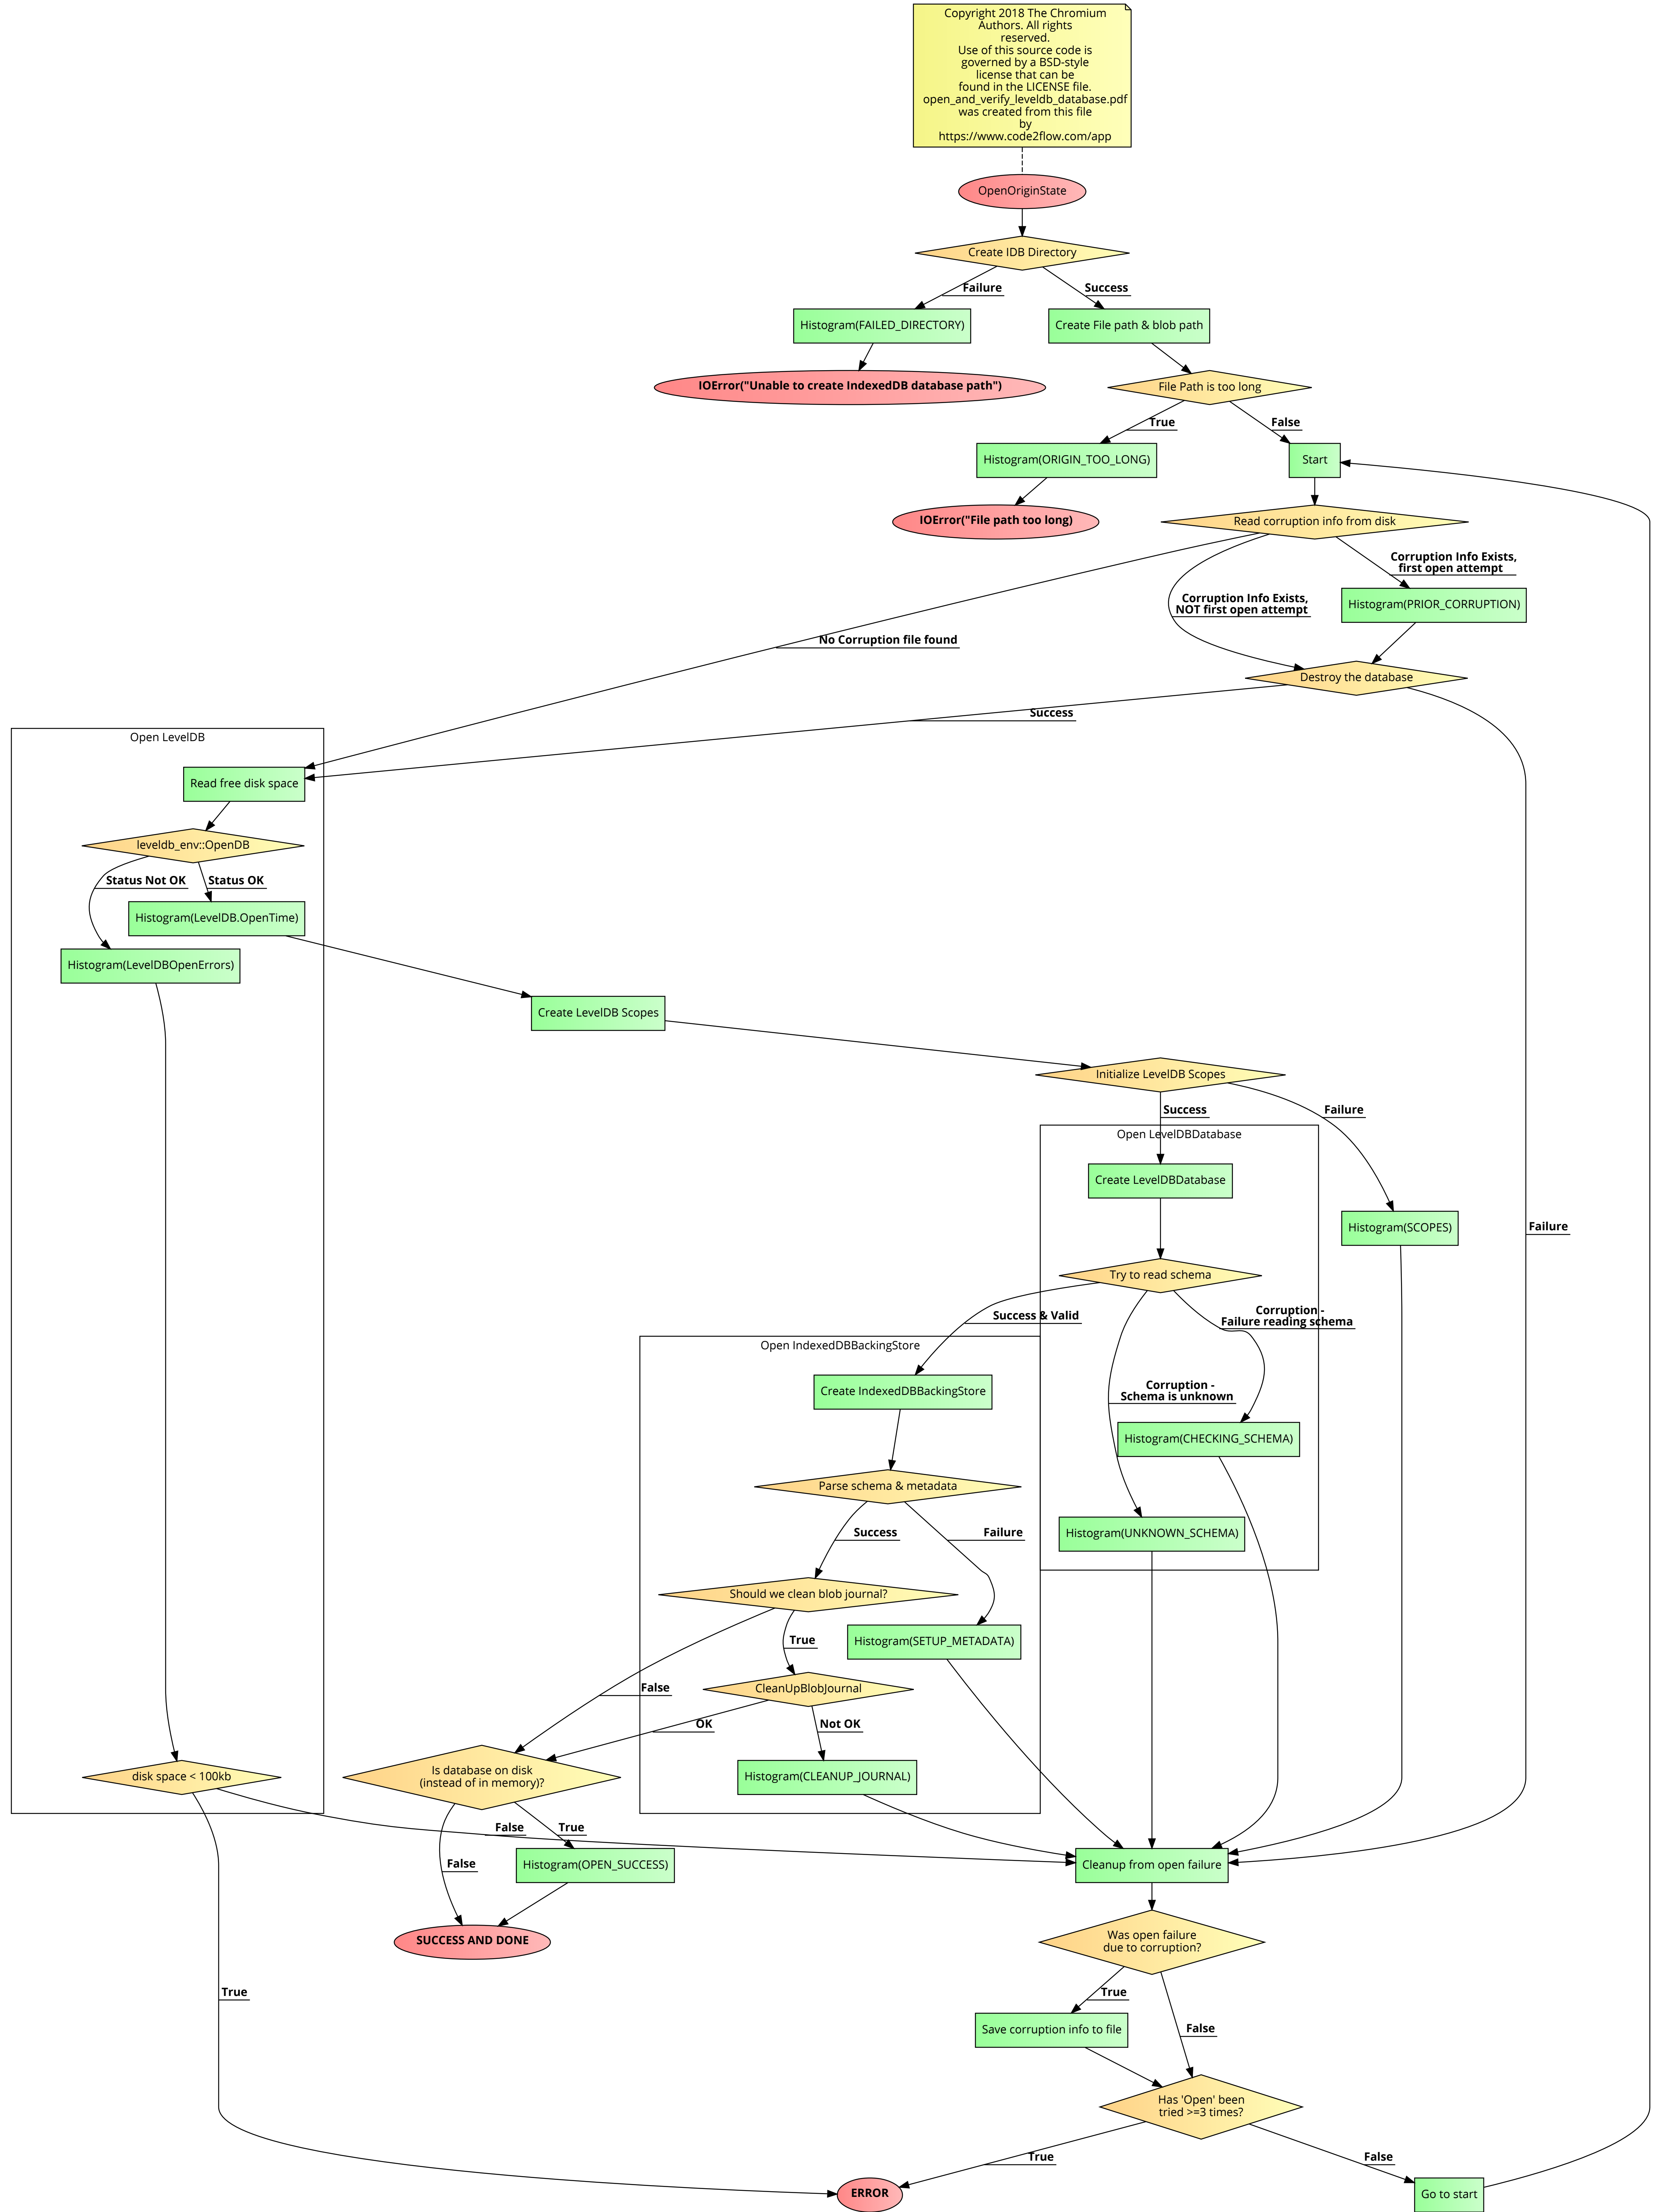 Copyright 2018 The Chromium
Authors. All rights
reserved.
Use of this source code is
governed by a BSD-style
license that can be
found in the LICENSE file.
open_and_verify_leveldb_database.pdf
was created from this file
by
https://www.code2flow.com/app
OpenOriginState
Create IDB Directory
Failure
Success
Histogram(FAILED_DIRECTORY)
Create File path & blob path
IOError("Unable to create IndexedDB database path")
File Path is too long
True
False
Histogram(ORIGIN_TOO_LONG)
Start
IOError("File path too long)
Read corruption info from disk
Corruption Info Exists,
first open attempt
Corruption Info Exists,
NOT first open attempt
Histogram(PRIOR_CORRUPTION)
No Corruption file found
Destroy the database
Success
Open LevelDB
Read free disk space
leveldb_env::OpenDB
Status Not OK
Status OK
Histogram(LevelDB.OpenTime)
Histogram(LevelDBOpenErrors)
Create LevelDB Scopes
Initialize LevelDB Scopes
Success
Failure
Open LevelDBDatabase
Create LevelDBDatabase
Histogram(SCOPES)
Failure
Try to read schema
Success & Valid
Corruption -
Failure reading schema
Open IndexedDBBackingStore
Create IndexedDBBackingStore
Corruption -
Schema is unknown
Histogram(CHECKING_SCHEMA)
Parse schema & metadata
Success
Failure
Histogram(UNKNOWN_SCHEMA)
Should we clean blob journal?
True
Histogram(SETUP_METADATA)
False
CleanUpBlobJournal
OK
Not OK
disk space < 100kb
Is database on disk
(instead of in memory)?
Histogram(CLEANUP_JOURNAL)
False
True
False
Histogram(OPEN_SUCCESS)
Cleanup from open failure
SUCCESS AND DONE
Was open failure
due to corruption?
True
True
False
Save corruption info to file
Has 'Open' been
tried >=3 times?
True
False
ERROR
Go to start